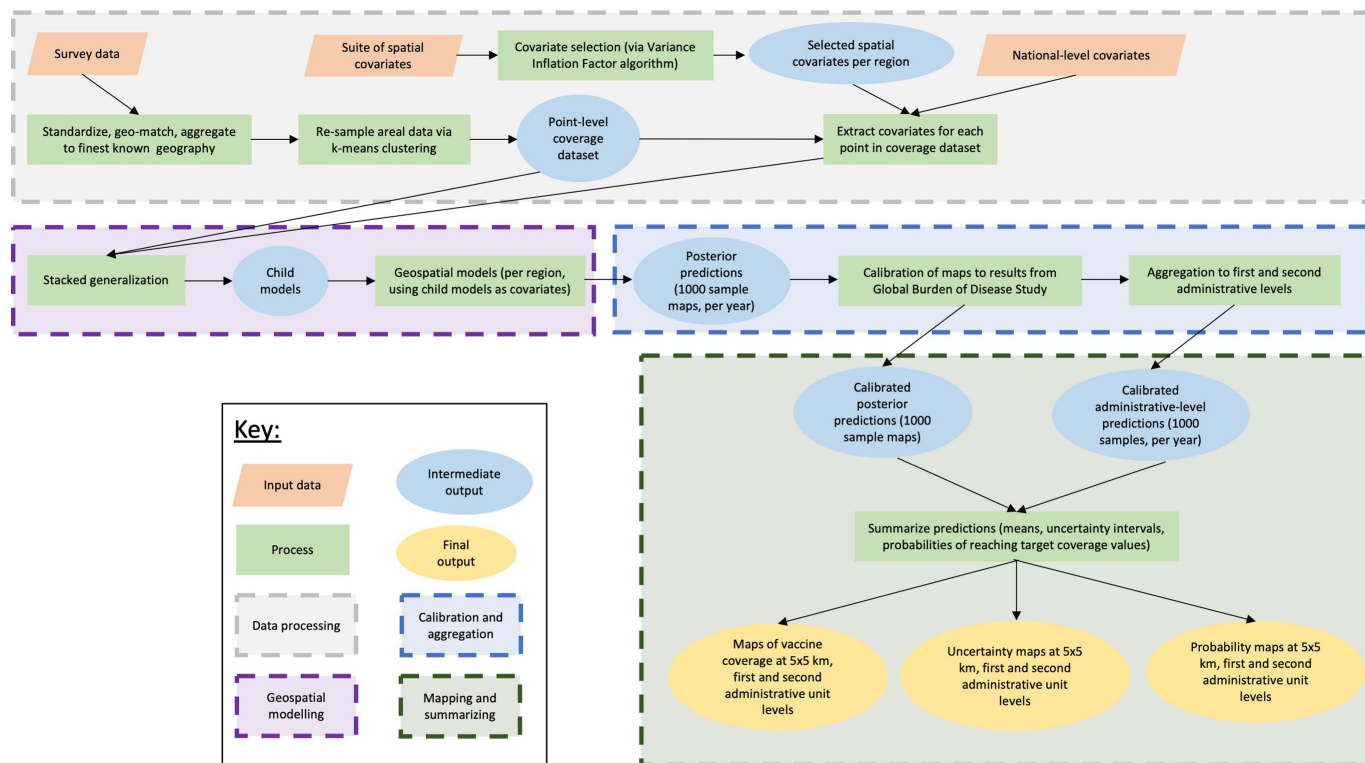 Survey data
Suite of spatial
covariates
Covariate selection (via Variance
Inflation Factor algorithm)
Selected spatial
covariates per region
National-level covariates
Standardize, geo-match, aggregate
to finest known geography
Re-sample areal data via
k-means clustering
Point-level
coverage
dataset
Extract covariates for each
point in coverage dataset
Stacked generalization
Child
models
Geospatial models (per region,
using child models as covariates)
Posterior
predictions
(1000 sample
maps, per year)
Calibration of maps to results from
Global Burden of Disease Study
Aggregation to first and second
administrative levels
Calibrated
posterior
predictions (1000
sample maps)
Calibrated
administrative-level
predictions (1000
samples, per year)
Summarize predictions (means, uncertainty intervals,
probabilities of reaching target coverage values)
Maps of vaccine
coverage at 5x5 km,
first and second
administrative unit
levels
Uncertainty maps at 5x5
km, first and second
administrative unit
levels
Probability maps at 5x5
km, first and second
administrative unit
levels
Key:
Input data
Intermediate
output
Process
Final
output
Data processing
Calibration and
aggregation
Geospatial
modelling
Mapping and
summarizing